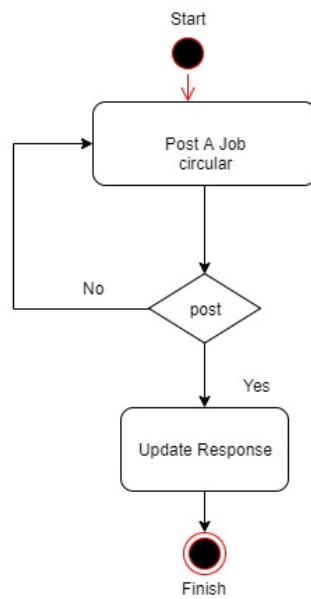 Start
Post A Job
circular
No
post
Yes
Update Response
Finish